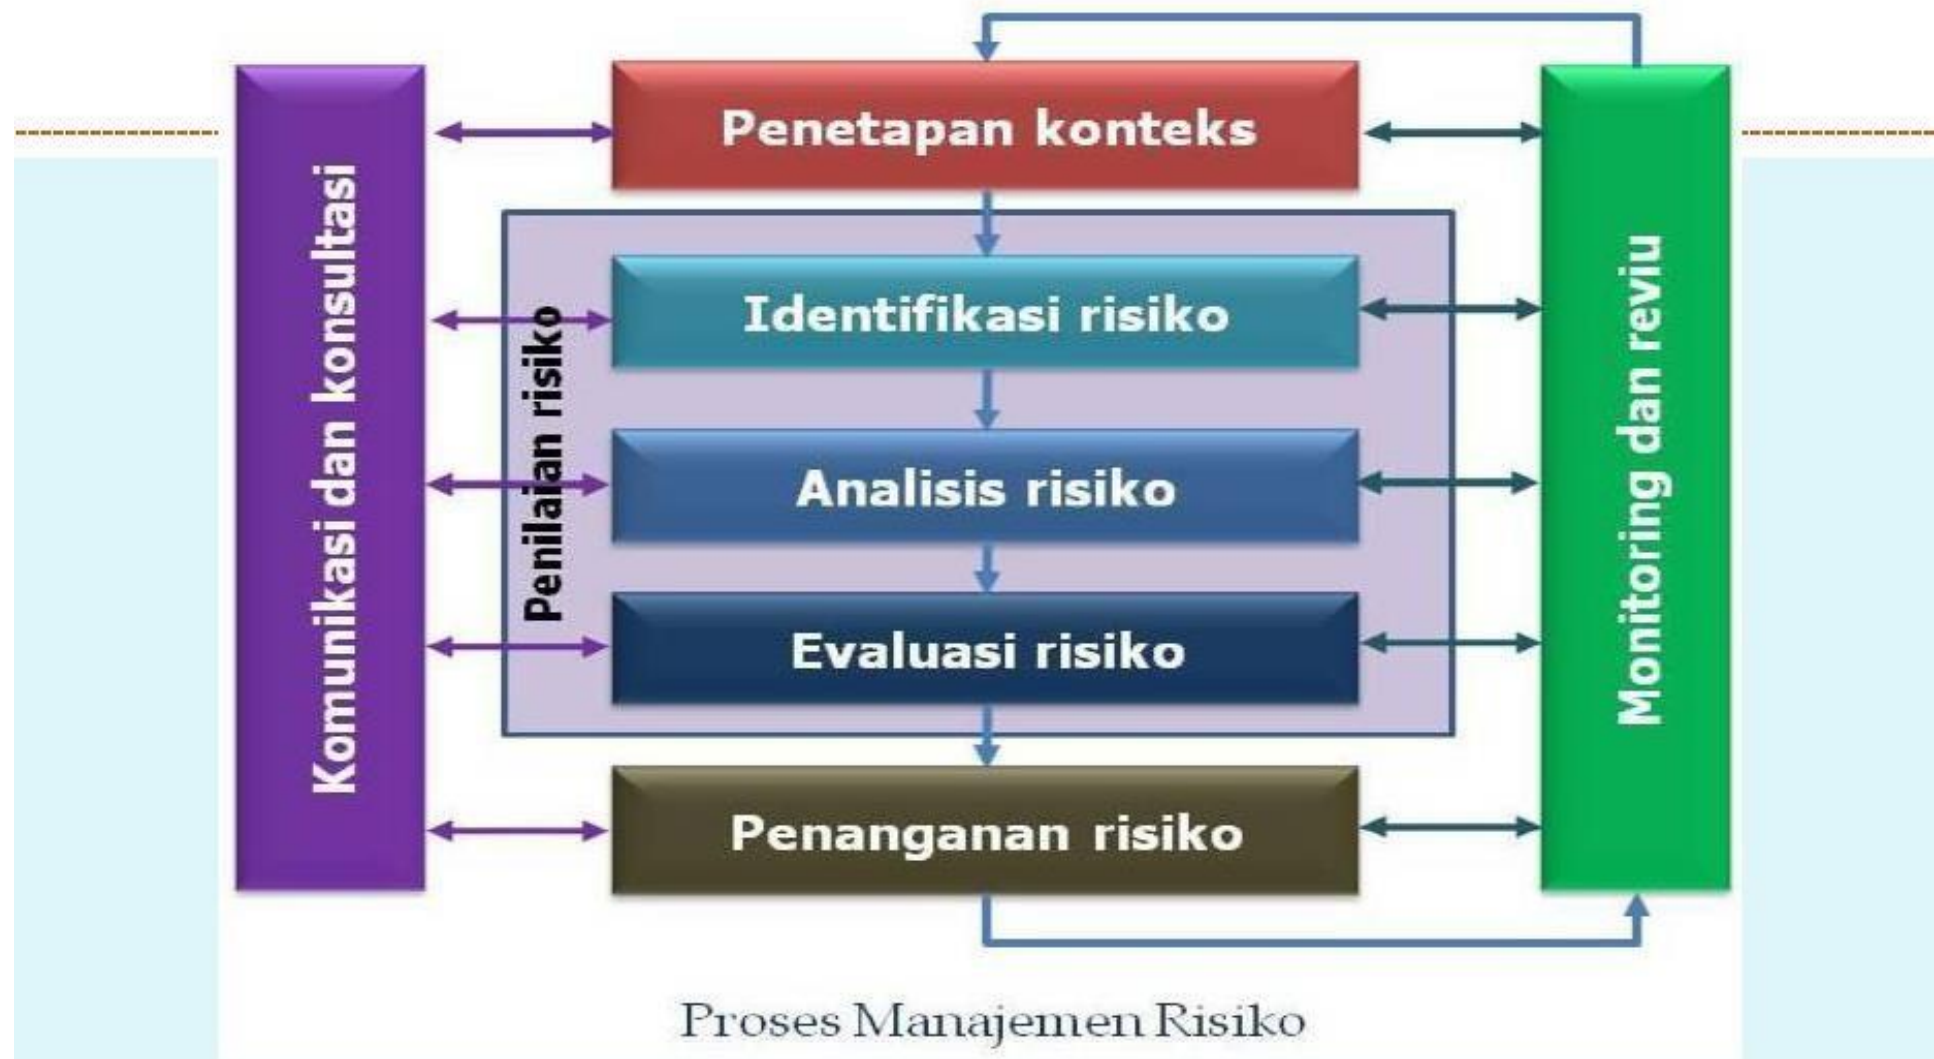 Komunikasi dan konsultasi
Penetapan konteks
Penilaian risiko
Identifikasi risiko
Analisis risiko
Evaluasi risiko
Penanganan risiko
Monitoring dan reviu
Proses Manajemen Risiko